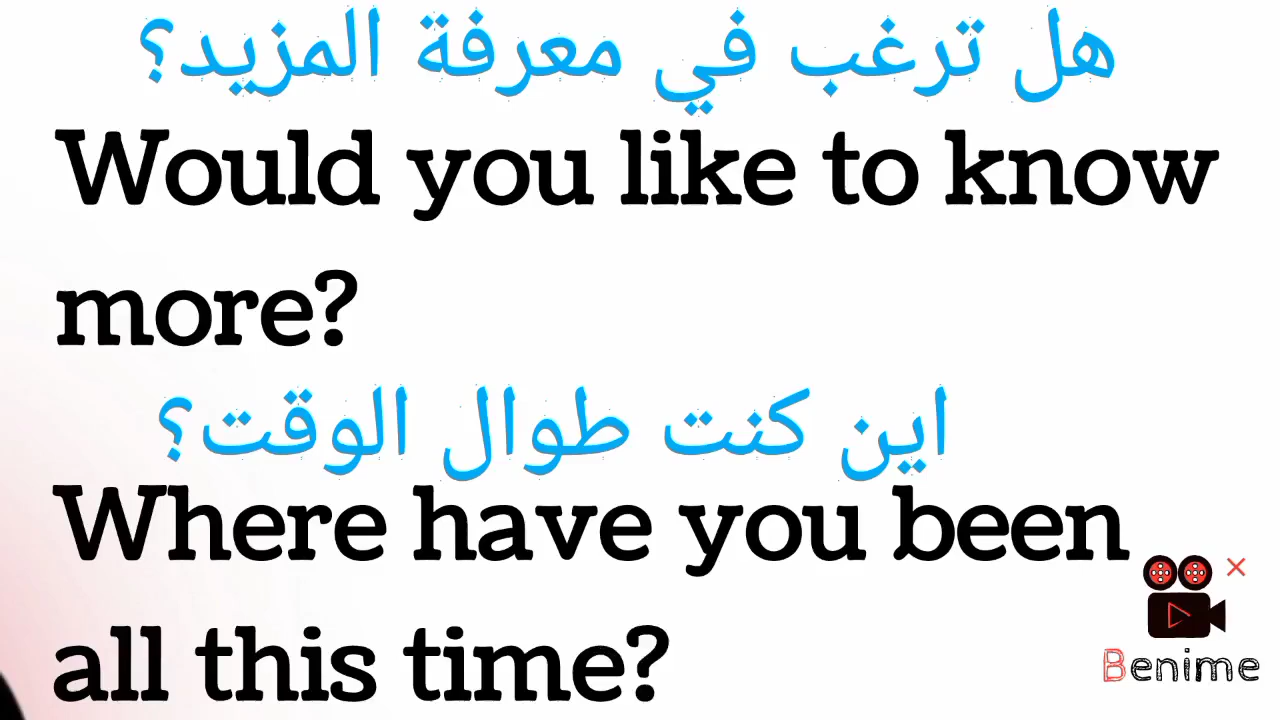 هل ترغب في معرفة المزيد؟
Would you like to know
more?
اين كنت طوال الوقت؟
Where have you been
all this time?
Benime